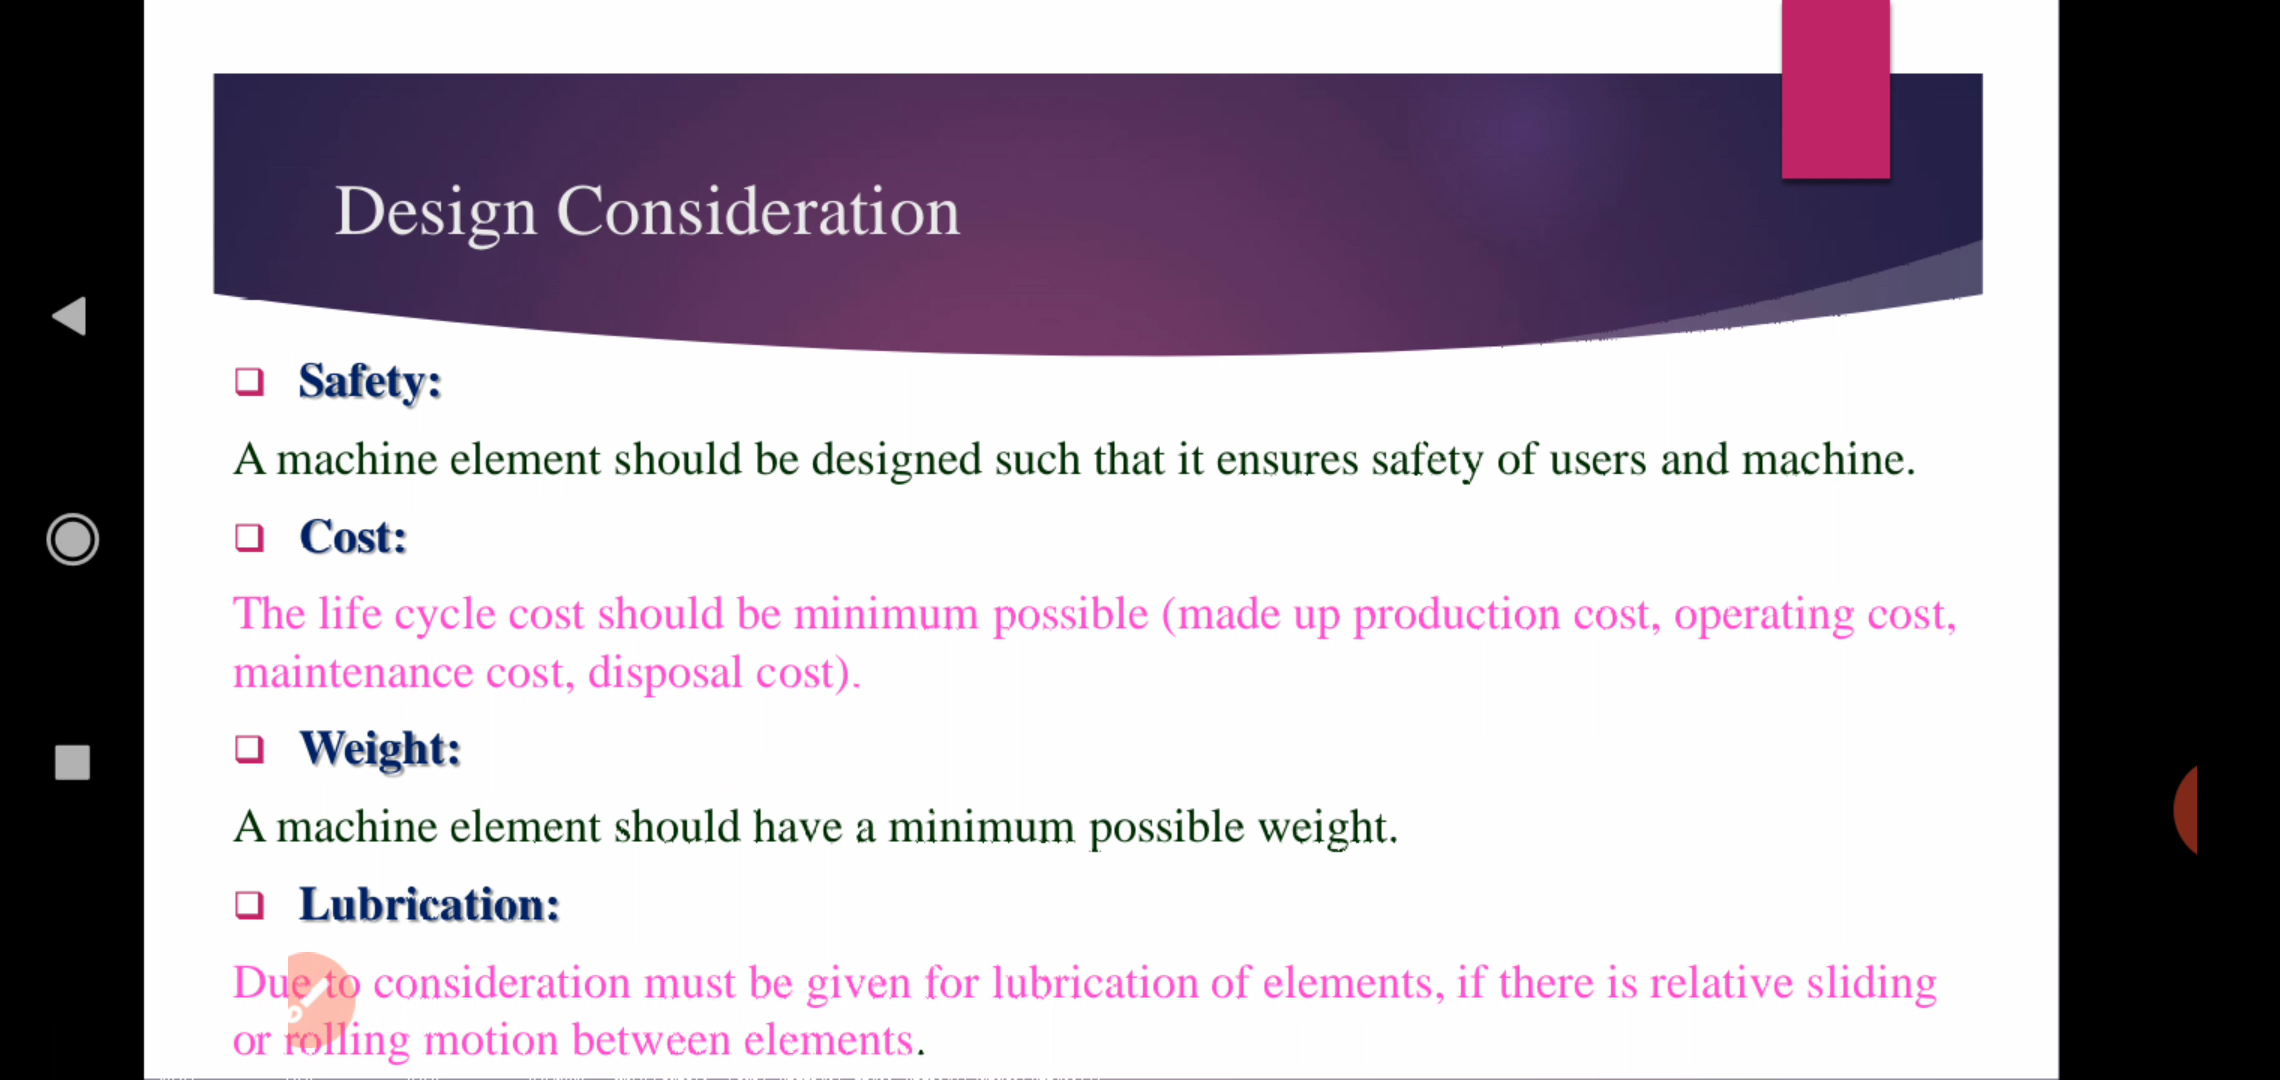 Design Consideration
Safety:
A machine element should be designed such that it ensures safety of users and machine.
Cost:
The life cycle cost should be minimum possible (made up production cost, operating cost,
maintenance cost, disposal cost).
Weight:
A machine element should have a minimum possible weight.
Lubrication:
Due to consideration must be given for lubrication of elements, if there is relative sliding
or rolling motion between elements.